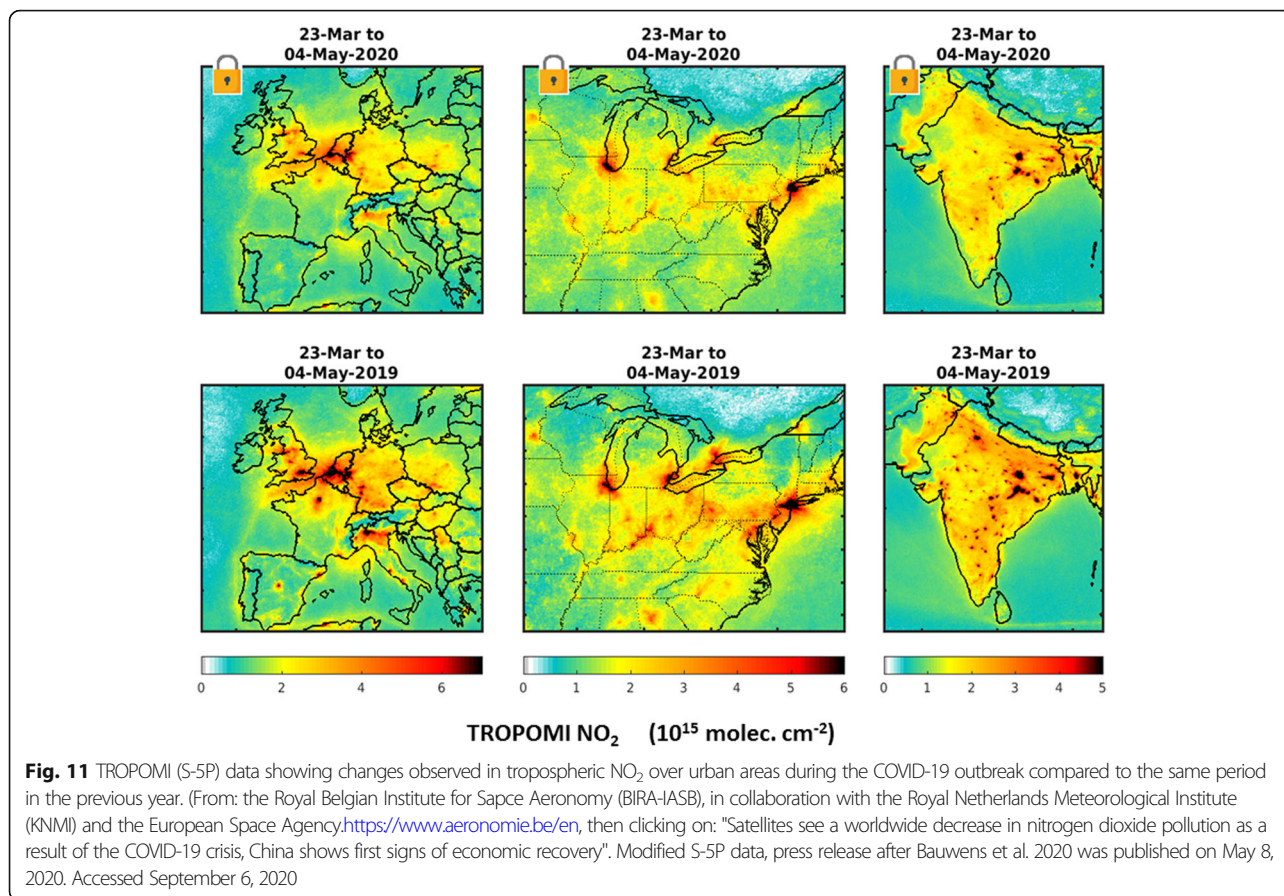 23-Mar to 23-Mar to 23-Mar to
04-May-2020 04-May-2020 04-May-2020
23-Mar to 23-Mar to 23-Mar to
04-May-2019 04-May-2019 04-May-2019
0 2 4 6 0 1 2 3 4 5 6 0 1 2 3 4 5
TROPOMI NO₂ (10¹⁵ molec. cm⁻²)
Fig. 11 TROPOMI (S-5P) data showing changes observed in tropospheric NO₂ over urban areas during the COVID-19 outbreak compared to the same period
in the previous year. (From: the Royal Belgian Institute for Sapce Aeronomy (BIRA-IASB), in collaboration with the Royal Netherlands Meteorological Institute
(KNMI) and the European Space Agency.https://www.aeronomie.be/en, then clicking on: "Satellites see a worldwide decrease in nitrogen dioxide pollution as a
result of the COVID-19 crisis, China shows first signs of economic recovery". Modified S-5P data, press release after Bauwens et al. 2020 was published on May 8,
2020. Accessed September 6, 2020